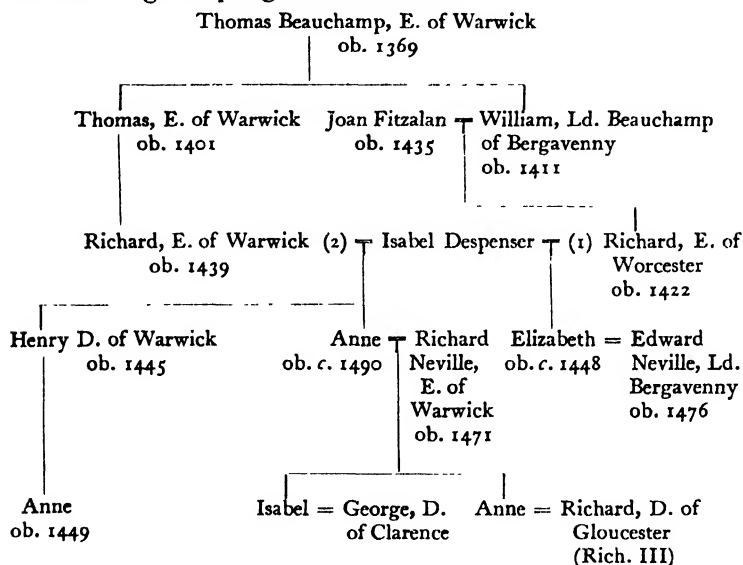 Thomas Beauchamp, E. of Warwick
ob. 1369
Thomas, E. of Warwick
ob. 1401
Joan Fitzalan
ob. 1435
William, Ld. Beauchamp
of Bergavenny
ob. 1411
Richard, E. of Warwick (2)
ob. 1439
Isabel Despenser
(1) Richard, E. of
Worcester
ob. 1422
Henry D. of Warwick
ob. 1445
Anne
ob. c. 1490
Richard
Neville,
E. of
Warwick
ob. 1471
Elizabeth =
ob. c. 1448
Edward
Neville, Ld.
Bergavenny
ob. 1476
Anne
ob. 1449
Isabel = George, D.
of Clarence
Anne = Richard, D. of
Gloucester
(Rich. III)